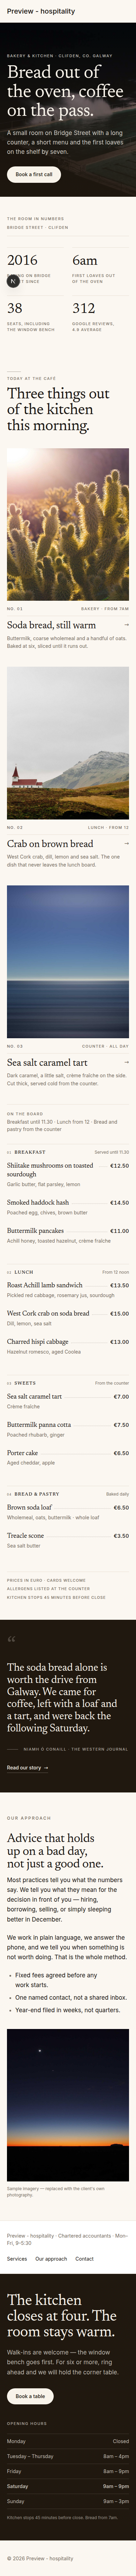 Preview - hospitality
BAKERY & KITCHEN · CLIFDEN, CO. GALWAY
Bread out of
the oven, coffee
on the pass.
A small room on Bridge Street with a long
counter, a short menu and the first loaves
on the shelf by seven.
Book a first call
THE ROOM IN NUMBERS
BRIDGE STREET · CLIFDEN
2016
6am
ON BRIDGE
SINCE
FIRST LOAVES OUT
OF THE OVEN
N
38
312
SEATS, INCLUDING
THE WINDOW BENCH
GOOGLE REVIEWS,
4.9 AVERAGE
TODAY AT THE CAFÉ
Three things out
of the kitchen
this morning.
NO. 01
BAKERY · FROM 7AM
Soda bread, still warm →
Buttermilk, coarse wholemeal and a handful of oats.
Baked at six, sliced until it runs out.
NO. 02
LUNCH · FROM 12
Crab on brown bread →
West Cork crab, dill, lemon and sea salt. The one
dish that never leaves the lunch board.
NO. 03
COUNTER · ALL DAY
Sea salt caramel tart →
Dark caramel, a little salt, crème fraîche on the side.
Cut thick, served cold from the counter.
ON THE BOARD
Breakfast until 11.30 · Lunch from 12 · Bread and
pastry from the counter
01 BREAKFAST
Served until 11.30
Shiitake mushrooms on toasted
sourdough
€12.50
Garlic butter, flat parsley, lemon
Smoked haddock hash €14.50
Poached egg, chives, brown butter
Buttermilk pancakes €11.00
Achill honey, toasted hazelnut, crème fraîche
02 LUNCH
From 12 noon
Roast Achill lamb sandwich €13.50
Pickled red cabbage, rosemary jus, sourdough
West Cork crab on soda bread €15.00
Dill, lemon, sea salt
Charred hispi cabbage €13.00
Hazelnut romesco, aged Coolea
03 SWEETS
From the counter
Sea salt caramel tart €7.00
Crème fraîche
Buttermilk panna cotta €7.50
Poached rhubarb, ginger
Porter cake €6.50
Aged cheddar, apple
04 BREAD & PASTRY
Baked daily
Brown soda loaf €6.50
Wholemeal, oats, buttermilk · whole loaf
Treacle scone €3.50
Sea salt butter
PRICES IN EURO · CARDS WELCOME
ALLERGENS LISTED AT THE COUNTER
KITCHEN STOPS 45 MINUTES BEFORE CLOSE
“
The soda bread alone is
worth the drive from
Galway. We came for
coffee, left with a loaf and
a tart, and were back the
following Saturday.
NIAMH O CONAILL · THE WESTERN JOURNAL
Read our story →
OUR APPROACH
Advice that holds
up on a bad day,
not just a good one.
Most practices tell you what the numbers
say. We tell you what they mean for the
decision in front of you — hiring,
borrowing, selling, or simply sleeping
better in December.
We work in plain language, we answer the
phone, and we tell you when something is
not worth doing. That is the whole method.
• Fixed fees agreed before any
work starts.
• One named contact, not a shared inbox.
• Year-end filed in weeks, not quarters.
Sample imagery — replaced with the client's own
photography.
Preview - hospitality · Chartered accountants · Mon–
Fri, 9–5:30
Services Our approach Contact
The kitchen
closes at four. The
room stays warm.
Walk-ins are welcome — the window
bench goes first. For six or more, ring
ahead and we will hold the corner table.
Book a table
OPENING HOURS
Monday Closed
Tuesday – Thursday 8am – 4pm
Friday 8am – 9pm
Saturday 9am – 9pm
Sunday 9am – 3pm
Kitchen stops 45 minutes before close. Bread from 7am.
© 2026 Preview - hospitality